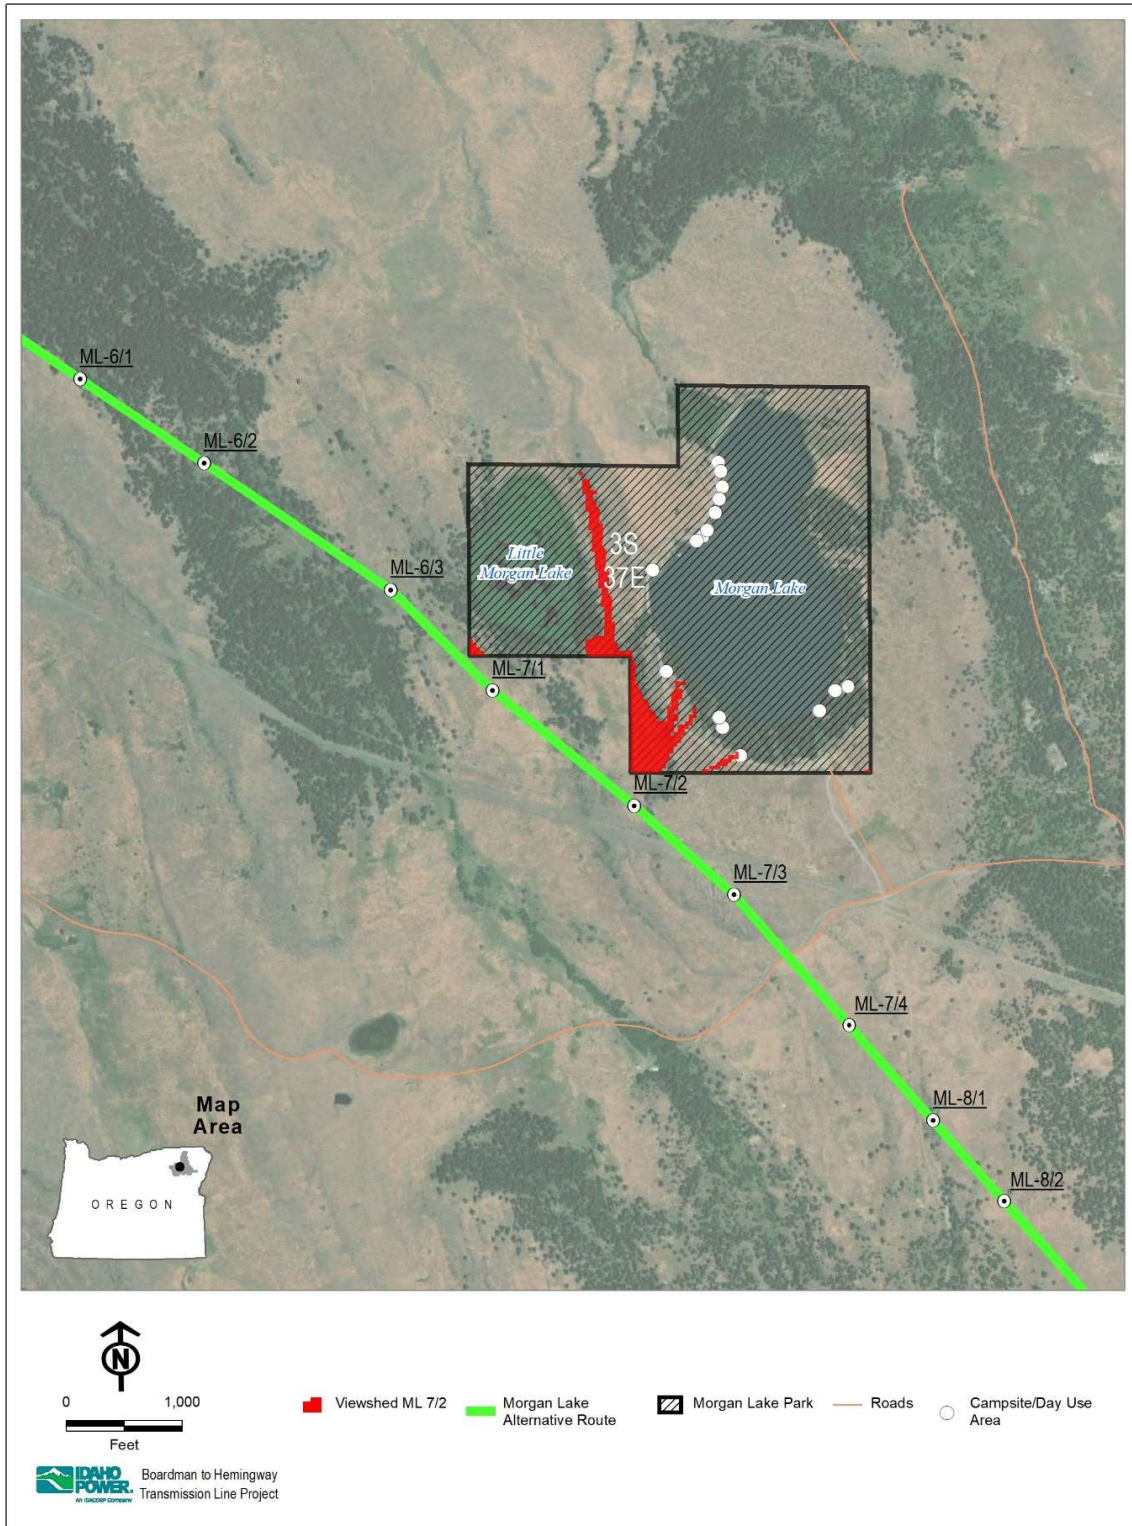 ML-6/1
ML-6/2
ML-6/3
Little
Morgan Lake
3S
37E
Morgan Lake
ML-7/1
ML-7/2
ML-7/3
ML-7/4
ML-8/1
ML-8/2
Map
Area
OREGON
N
0 1,000
Feet
Viewshed ML 7/2
Morgan Lake
Alternative Route
Morgan Lake Park
Roads
Campsite/Day Use
Area
IDAHO
POWER.
An IDACORP Company
Boardman to Hemingway
Transmission Line Project